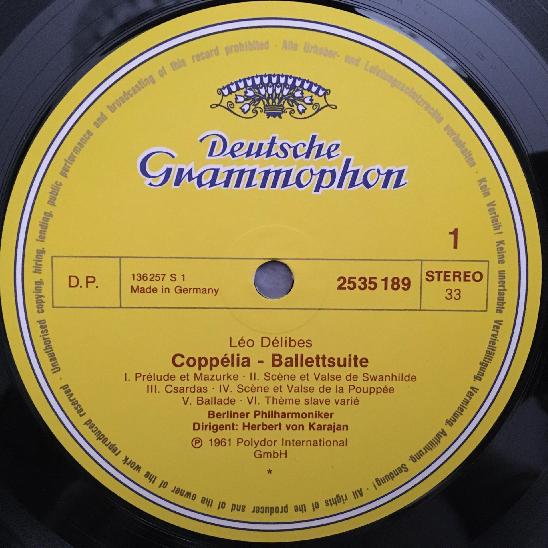 Deutsche
Grammophon
1
D.P.
136257 S 1
Made in Germany
2535 189
STEREO
33
Léo Délibes
Coppélia - Ballettsuite
I. Prélude et Mazurke · II. Scène et Valse de Swanhilde
III. Csardas · IV. Scène et Valse de la Pouppée
V. Ballade · VI. Thème slave varié
Berliner Philharmoniker
Dirigent: Herbert von Karajan
Ⓟ 1961 Polydor International
GmbH
*
Alle Urheber- und Leistungsschutzrechte vorbehalten · Kein Verleih! Keine unerlaubte Vervielfältigung, Vermietung, Aufführung, Sendung! · All rights of the producer and of the owner of the work reproduced reserved · Unauthorised copying, hiring, lending, public performance and broadcasting of this record prohibited ·